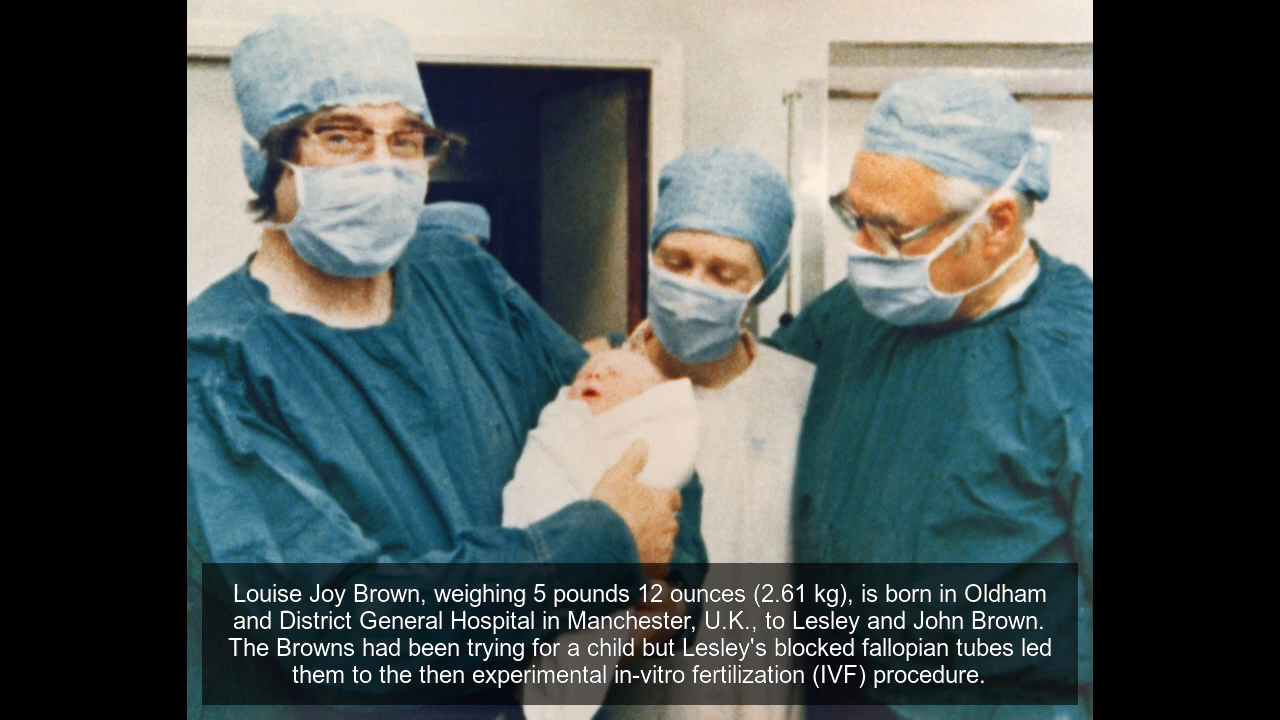 Louise Joy Brown, weighing 5 pounds 12 ounces (2.61 kg), is born in Oldham
and District General Hospital in Manchester, U.K., to Lesley and John Brown.
The Browns had been trying for a child but Lesley's blocked fallopian tubes led
them to the then experimental in-vitro fertilization (IVF) procedure.